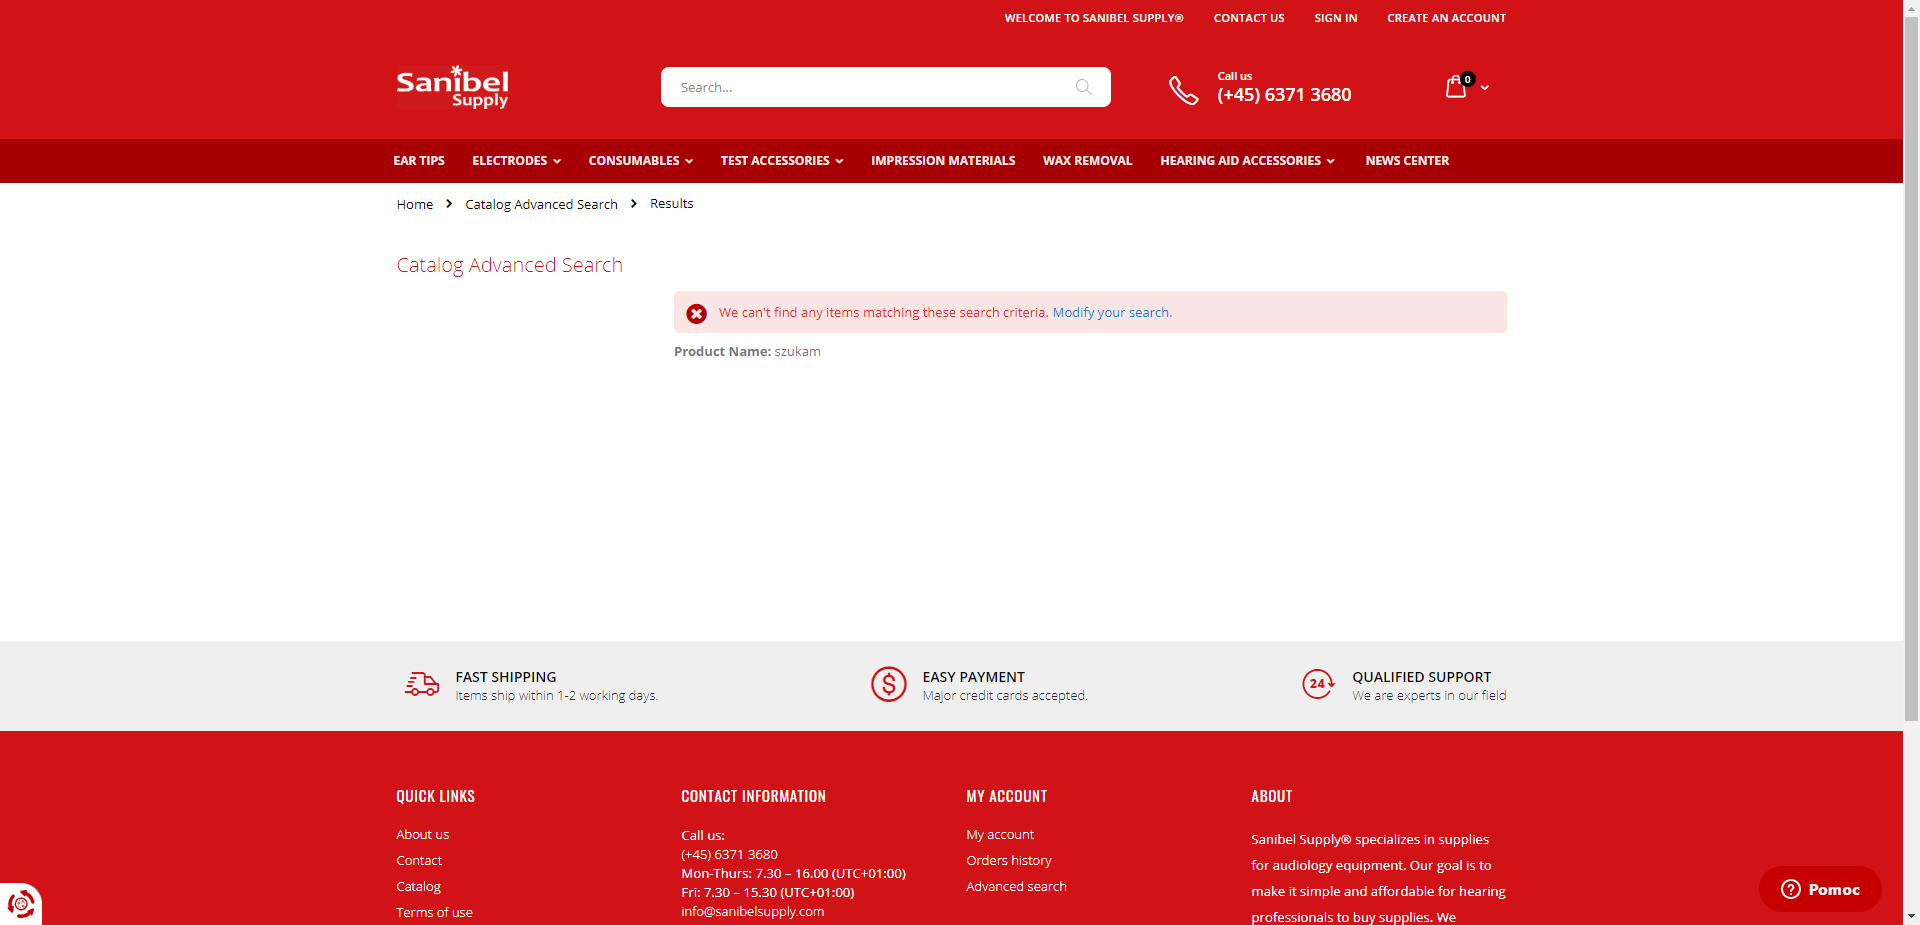 WELCOME TO SANIBEL SUPPLY® CONTACT US SIGN IN CREATE AN ACCOUNT
Sanibel
Supply
Search...
Call us
(+45) 6371 3680
0
EAR TIPS ELECTRODES CONSUMABLES TEST ACCESSORIES IMPRESSION MATERIALS WAX REMOVAL HEARING AID ACCESSORIES NEWS CENTER
Home Catalog Advanced Search Results
Catalog Advanced Search
We can't find any items matching these search criteria. Modify your search.
Product Name: szukam
FAST SHIPPING
Items ship within 1-2 working days.
EASY PAYMENT
Major credit cards accepted.
24
QUALIFIED SUPPORT
We are experts in our field
QUICK LINKS
About us
Contact
Catalog
Terms of use
CONTACT INFORMATION
Call us:
(+45) 6371 3680
Mon-Thurs: 7.30 – 16.00 (UTC+01:00)
Fri: 7.30 – 15.30 (UTC+01:00)
info@sanibelsupply.com
MY ACCOUNT
My account
Orders history
Advanced search
ABOUT
Sanibel Supply® specializes in supplies
for audiology equipment. Our goal is to
make it simple and affordable for hearing
professionals to buy supplies. We
Pomoc